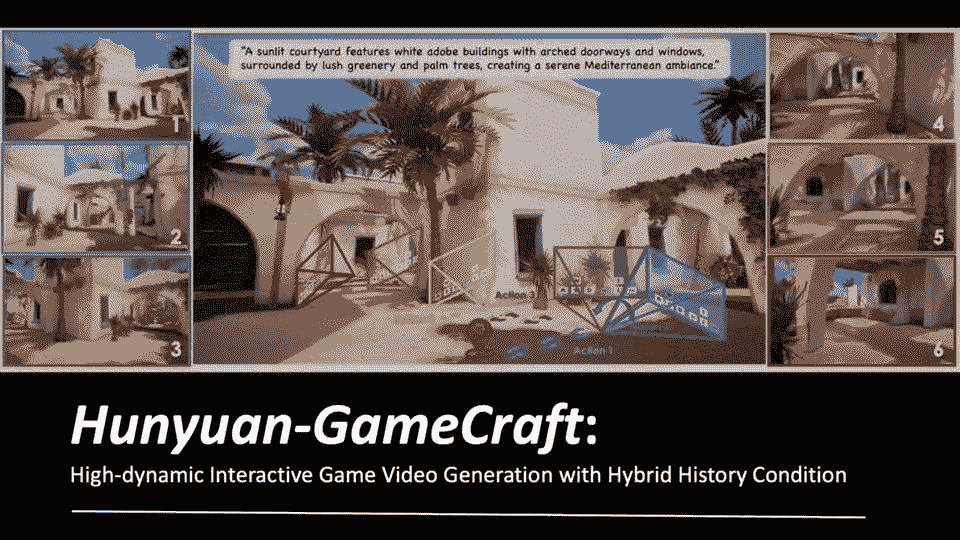 "A sunlit courtyard features white adobe buildings with arched doorways and windows,
surrounded by lush greenery and palm trees, creating a serene Mediterranean ambiance."
1
2
3
Action 3
Action 1
4
5
6
Hunyuan-GameCraft:
High-dynamic Interactive Game Video Generation with Hybrid History Condition